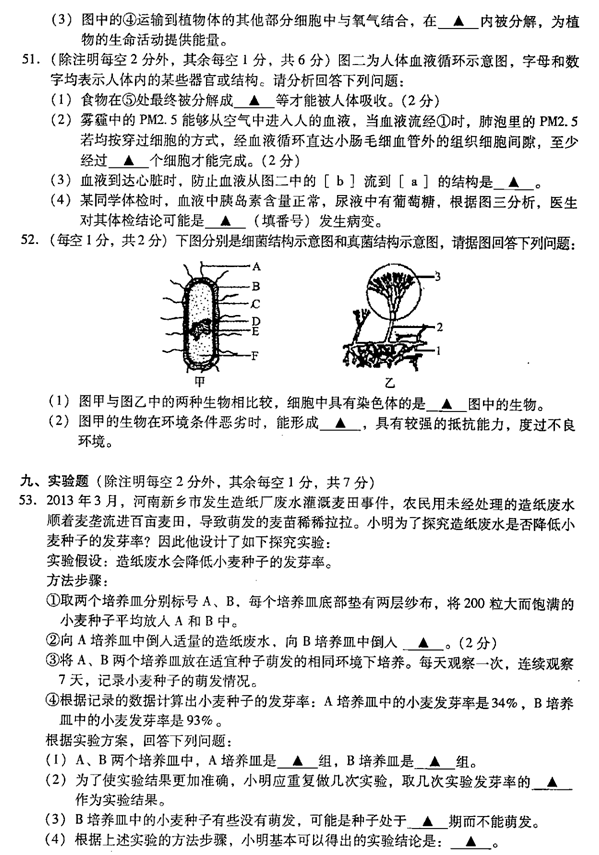 (3) 图中的④运输到植物体的其他部分细胞中与氧气结合，在 ▲ 内被分解，为植
物的生命活动提供能量。
51. (除注明每空 2 分外，其余每空 1 分，共 6 分) 图二为人体血液循环示意图，字母和数
字均表示人体内的某些器官或结构。请分析回答下列问题：
(1) 食物在⑤处最终被分解成 ▲ 等才能被人体吸收。(2 分)
(2) 雾霾中的 PM2.5 能够从空气中进入人的血液，当血液流经①时，肺泡里的 PM2.5
若均按穿过细胞的方式，经血液循环直达小肠毛细血管外的组织细胞间隙，至少
经过 ▲ 个细胞才能完成。(2 分)
(3) 血液到达心脏时，防止血液从图二中的［ b ］流到［ a ］的结构是 ▲ 。
(4) 某同学体检时，血液中胰岛素含量正常，尿液中有葡萄糖，根据图三分析，医生
对其体检结论可能是 ▲ （填番号）发生病变。
52. (每空 1 分，共 2 分) 下图分别是细菌结构示意图和真菌结构示意图，请据图回答下列问题：
A
B
C
D
E
F
甲
3
2
1
乙
(1) 图甲与图乙中的两种生物相比较，细胞中具有染色体的是 ▲ 图中的生物。
(2) 图甲的生物在环境条件恶劣时，能形成 ▲ ，具有较强的抵抗能力，度过不良
环境。
九、实验题 (除注明每空 2 分外，其余每空 1 分，共 7 分)
53. 2013 年 3 月，河南新乡市发生造纸厂废水灌溉麦田事件，农民用未经处理的造纸废水
顺着麦垄流进百亩麦田，导致萌发的麦苗稀稀拉拉。小明为了探究造纸废水是否降低小
麦种子的发芽率？因此他设计了如下探究实验：
实验假设：造纸废水会降低小麦种子的发芽率。
方法步骤：
①取两个培养皿分别标号 A、B，每个培养皿底部垫有两层纱布，将 200 粒大而饱满的
小麦种子平均放入 A 和 B 中。
②向 A 培养皿中倒入适量的造纸废水，向 B 培养皿中倒入 ▲ 。(2 分)
③将 A、B 两个培养皿放在适宜种子萌发的相同环境下培养。每天观察一次，连续观察
7 天，记录小麦种子的萌发情况。
④根据记录的数据计算出小麦种子的发芽率：A 培养皿中的小麦发芽率是 34%，B 培养
皿中的小麦发芽率是 93%。
根据实验方案，回答下列问题：
(1) A、B 两个培养皿中，A 培养皿是 ▲ 组，B 培养皿是 ▲ 组。
(2) 为了使实验结果更加准确，小明应重复做几次实验，取几次实验发芽率的 ▲
作为实验结果。
(3) B 培养皿中的小麦种子有些没有萌发，可能是种子处于 ▲ 期而不能萌发。
(4) 根据上述实验的方法步骤，小明基本可以得出的实验结论是： ▲ 。